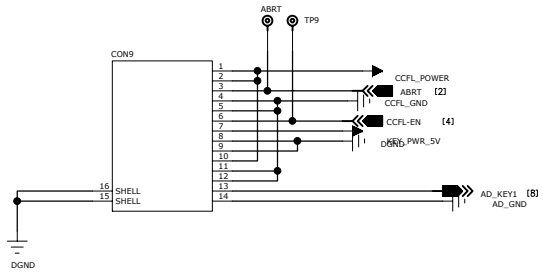 ABRT
TP9
CON9
1
CCFL_POWER
2
3
ABRT [2]
4
CCFL_GND
5
6
CCFL-EN [4]
7
KEY_PWR_5V
8
DGND
9
10
11
12
16 SHELL
13
AD_KEY1 [8]
15 SHELL
14
AD_GND
DGND